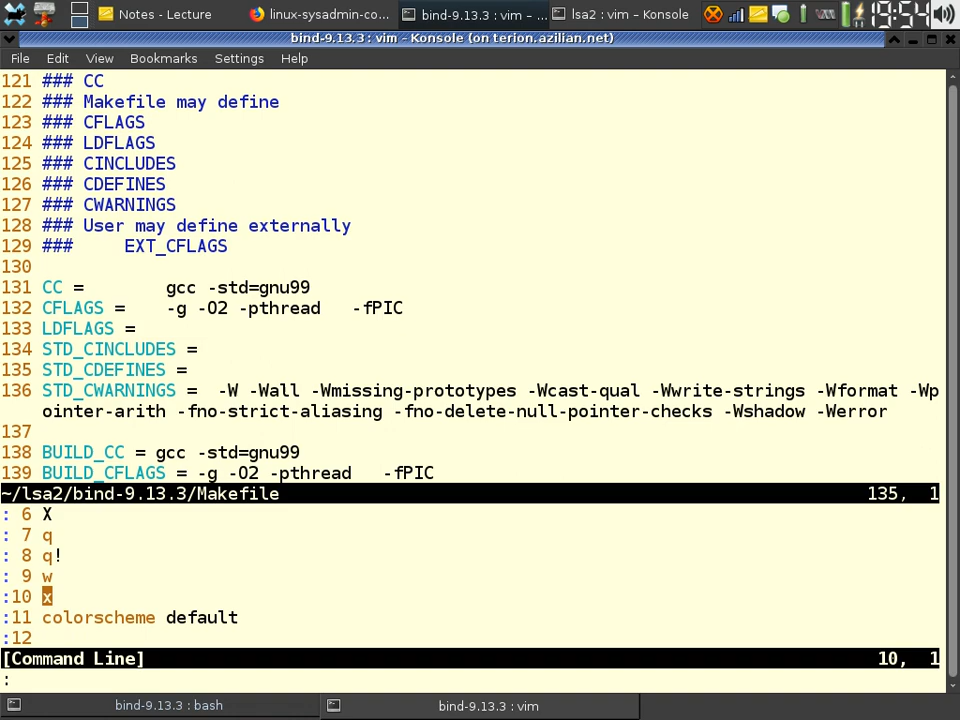 Notes - Lecture
linux-sysadmin-co...
bind-9.13.3 : vim – ...
lsa2 : vim – Konsole
19:54
bind-9.13.3 : vim – Konsole (on terion.azilian.net)
File Edit View Bookmarks Settings Help
121 ### CC
122 ### Makefile may define
123 ### CFLAGS
124 ### LDFLAGS
125 ### CINCLUDES
126 ### CDEFINES
127 ### CWARNINGS
128 ### User may define externally
129 ###     EXT_CFLAGS
130
131 CC =        gcc -std=gnu99
132 CFLAGS =    -g -O2 -pthread   -fPIC
133 LDFLAGS =
134 STD_CINCLUDES =
135 STD_CDEFINES =
136 STD_CWARNINGS =  -W -Wall -Wmissing-prototypes -Wcast-qual -Wwrite-strings -Wformat -Wp
ointer-arith -fno-strict-aliasing -fno-delete-null-pointer-checks -Wshadow -Werror
137
138 BUILD_CC = gcc -std=gnu99
139 BUILD_CFLAGS = -g -O2 -pthread   -fPIC
~/lsa2/bind-9.13.3/Makefile 135,  1
: 6 X
: 7 q
: 8 q!
: 9 w
:10 x
:11 colorscheme default
:12
[Command Line] 10,  1
:
bind-9.13.3 : bash
bind-9.13.3 : vim